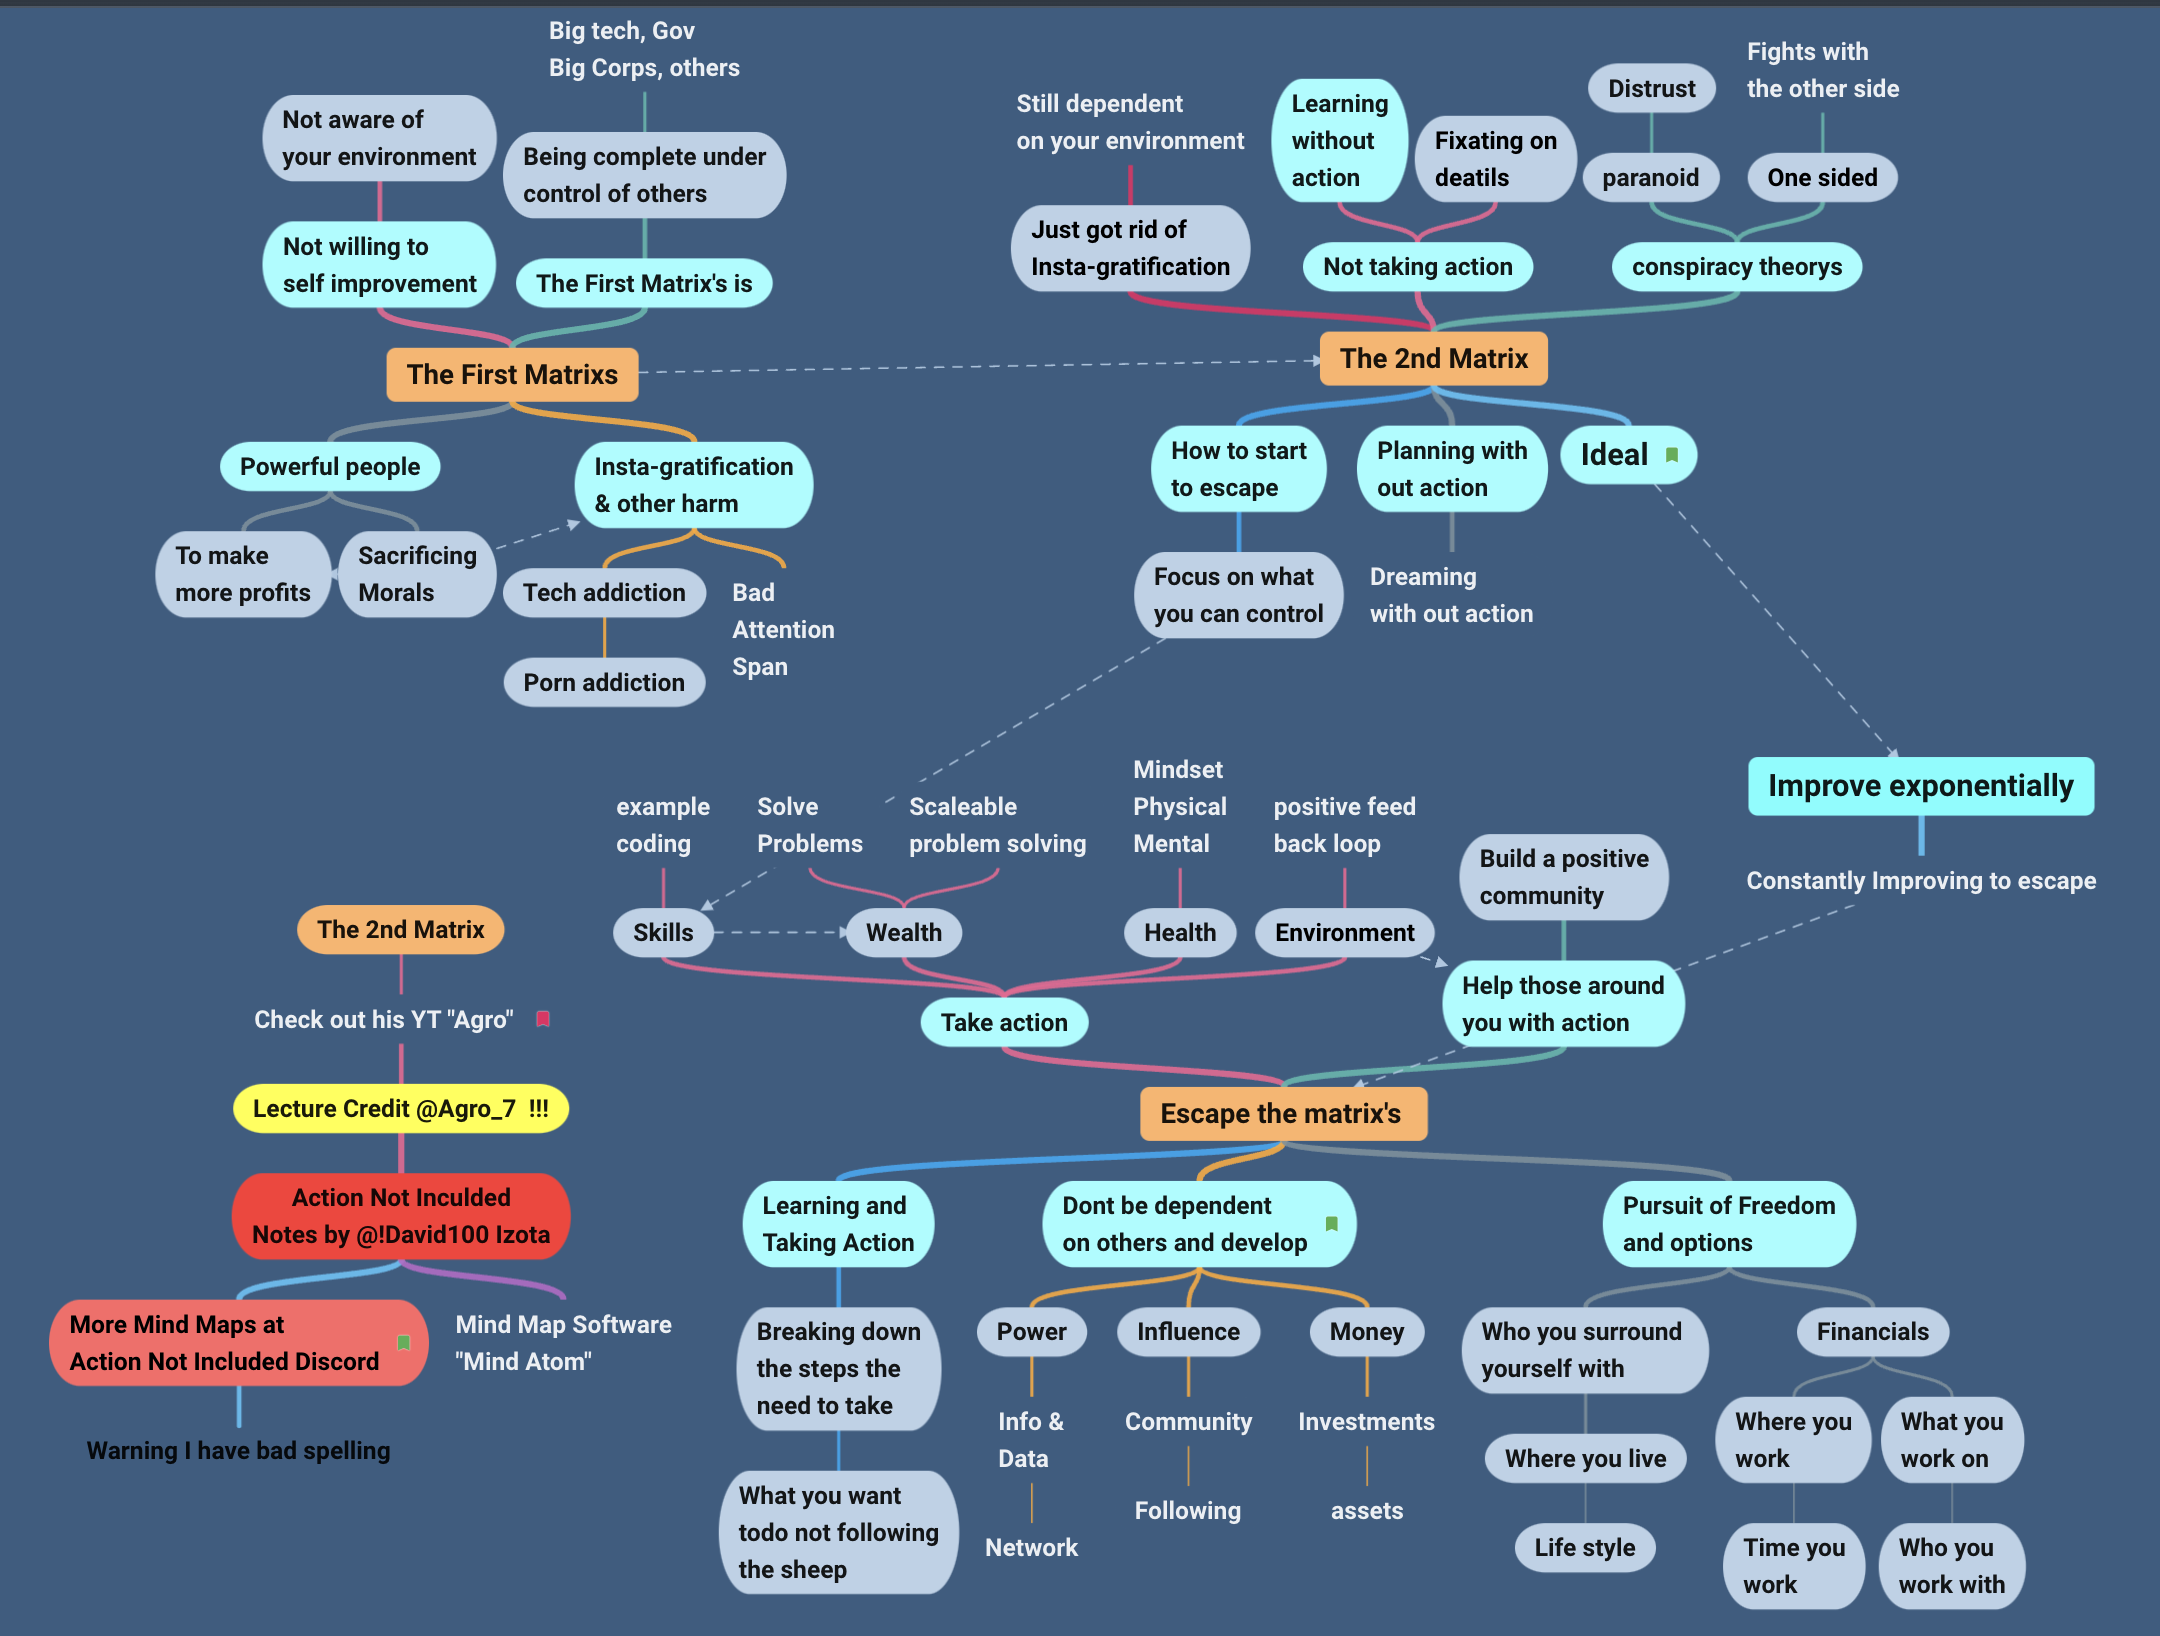 Big tech, Gov
Big Corps, others
Not aware of
your environment
Being complete under
control of others
Not willing to
self improvement
The First Matrix's is
The First Matrixs
Powerful people
Insta-gratification
& other harm
To make
more profits
Sacrificing
Morals
Tech addiction
Bad
Attention
Span
Porn addiction
Still dependent
on your environment
Learning
without
action
Fixating on
deatils
Distrust
Fights with
the other side
paranoid
One sided
Just got rid of
Insta-gratification
Not taking action
conspiracy theorys
The 2nd Matrix
How to start
to escape
Planning with
out action
Ideal
Focus on what
you can control
Dreaming
with out action
Improve exponentially
Constantly Improving to escape
example
coding
Solve
Problems
Scaleable
problem solving
Mindset
Physical
Mental
positive feed
back loop
Build a positive
community
Skills
Wealth
Health
Environment
Help those around
you with action
Take action
Escape the matrix's
Learning and
Taking Action
Dont be dependent
on others and develop
Pursuit of Freedom
and options
Breaking down
the steps the
need to take
What you want
todo not following
the sheep
Power
Influence
Money
Info &
Data
Community
Investments
Network
Following
assets
Who you surround
yourself with
Financials
Where you live
Life style
Where you
work
What you
work on
Time you
work
Who you
work with
The 2nd Matrix
Check out his YT "Agro"
Lecture Credit @Agro_7  !!!
Action Not Inculded
Notes by @!David100 Izota
More Mind Maps at
Action Not Included Discord
Mind Map Software
"Mind Atom"
Warning I have bad spelling